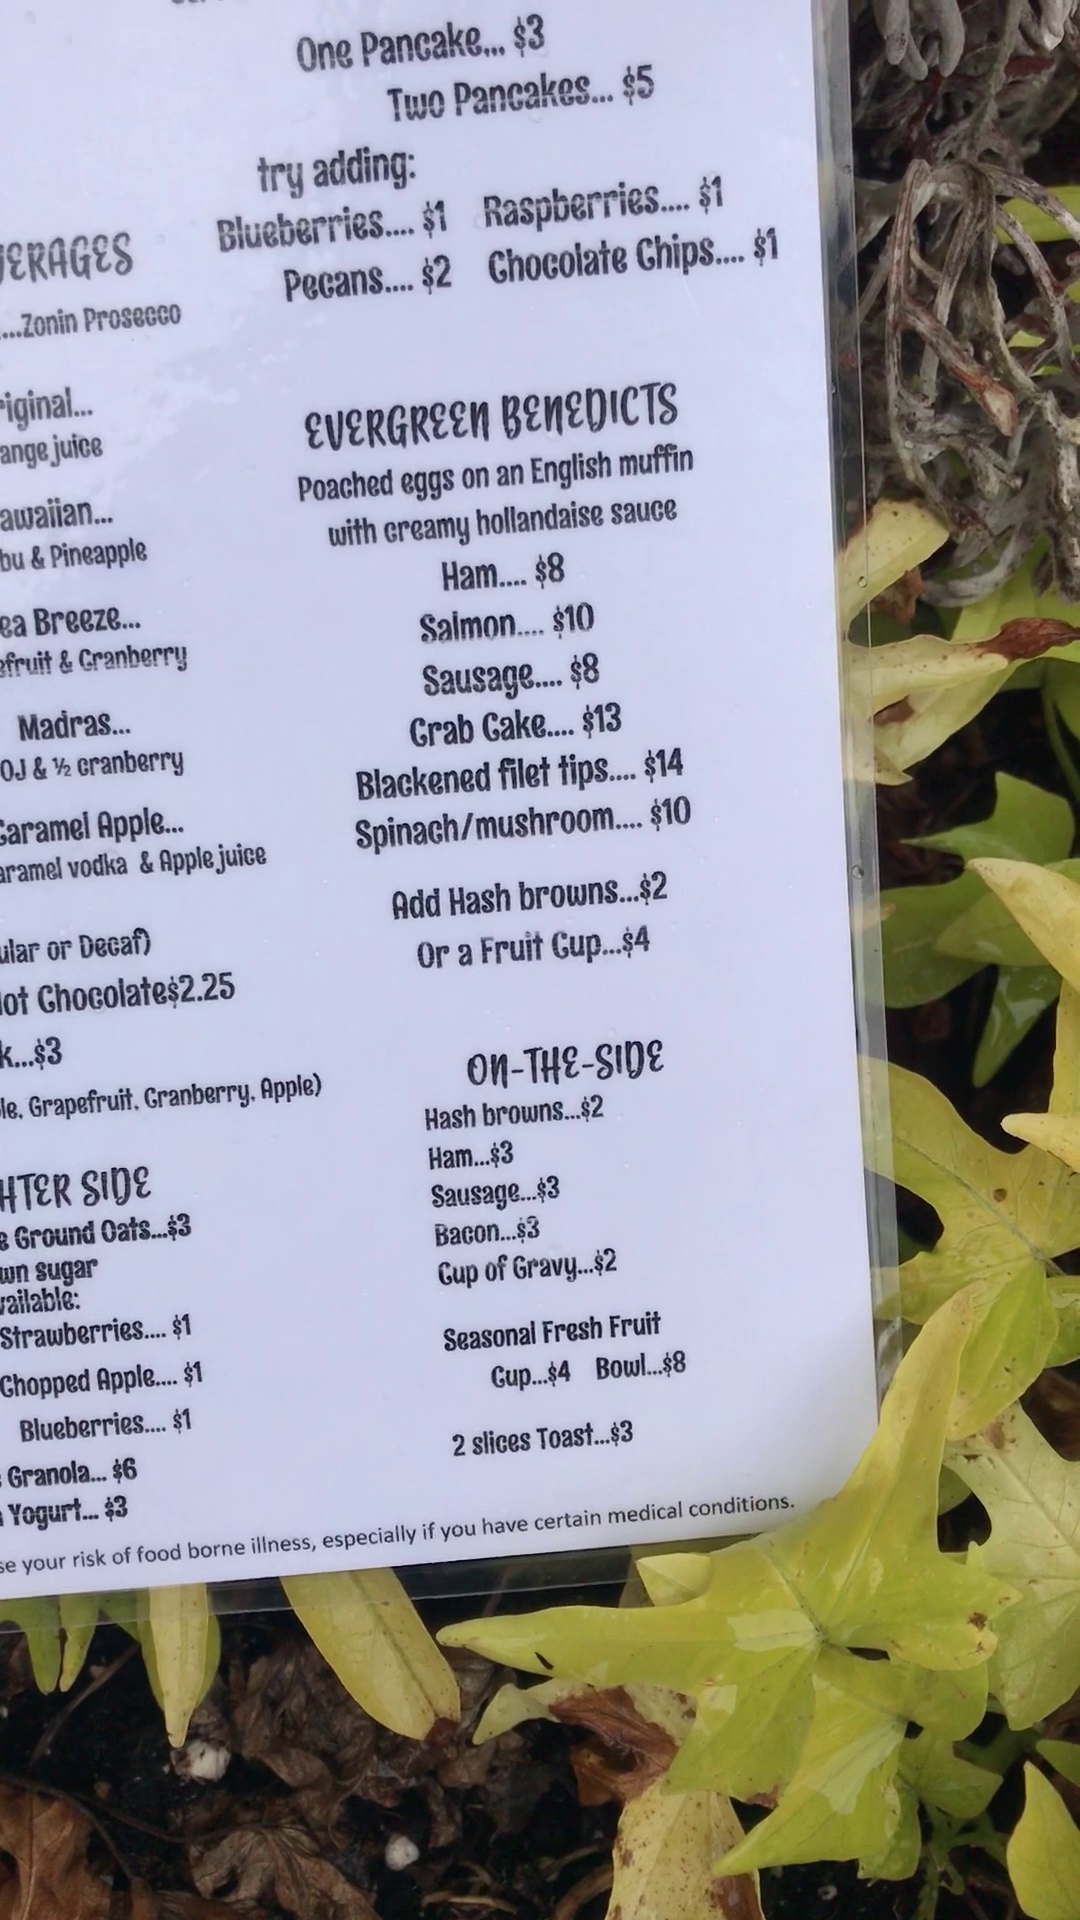 One Pancake... $3
Two Pancakes... $5
try adding:
Blueberries.... $1 Raspberries.... $1
Pecans.... $2 Chocolate Chips.... $1
EVERGREEN BENEDICTS
Poached eggs on an English muffin
with creamy hollandaise sauce
Ham.... $8
Salmon.... $10
Sausage.... $8
Crab Cake.... $13
Blackened filet tips.... $14
Spinach/mushroom.... $10
Add Hash browns...$2
Or a Fruit Cup...$4
ON-THE-SIDE
Hash browns...$2
Ham...$3
Sausage...$3
Bacon...$3
Cup of Gravy...$2
Seasonal Fresh Fruit
Cup...$4 Bowl...$8
2 slices Toast...$3
VERAGES
...Zonin Prosecco
riginal...
ange juice
awaiian...
bu & Pineapple
ea Breeze...
efruit & Cranberry
Madras...
OJ & ½ cranberry
Caramel Apple...
aramel vodka & Apple juice
ular or Decaf)
Hot Chocolate$2.25
k...$3
le, Grapefruit, Cranberry, Apple)
HTER SIDE
e Ground Oats...$3
wn sugar
vailable:
Strawberries.... $1
Chopped Apple.... $1
Blueberries.... $1
Granola... $6
Yogurt... $3
se your risk of food borne illness, especially if you have certain medical conditions.